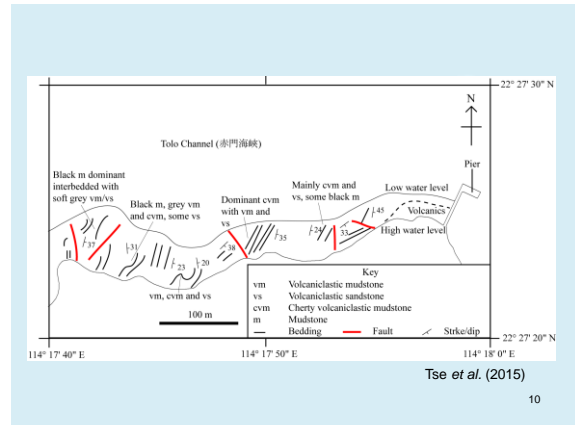 22° 27' 30" N
N
Tolo Channel (赤門海峽)
Pier
Black m dominant
interbedded with
soft grey vm/vs
Black m, grey vm
and cvm, some vs
Dominant cvm
with vm and
vs
Mainly cvm and
vs, some black m
Low water level
Volcanics
High water level
37
31
23
20
38
35
24
33
45
vm, cvm and vs
100 m
Key
vm Volcaniclastic mudstone
vs Volcaniclastic sandstone
cvm Cherty volcaniclastic mudstone
m Mudstone
Bedding Fault Strke/dip
22° 27' 20" N
114° 17' 40" E
114° 17' 50" E
114° 18' 0" E
Tse et al. (2015)
10